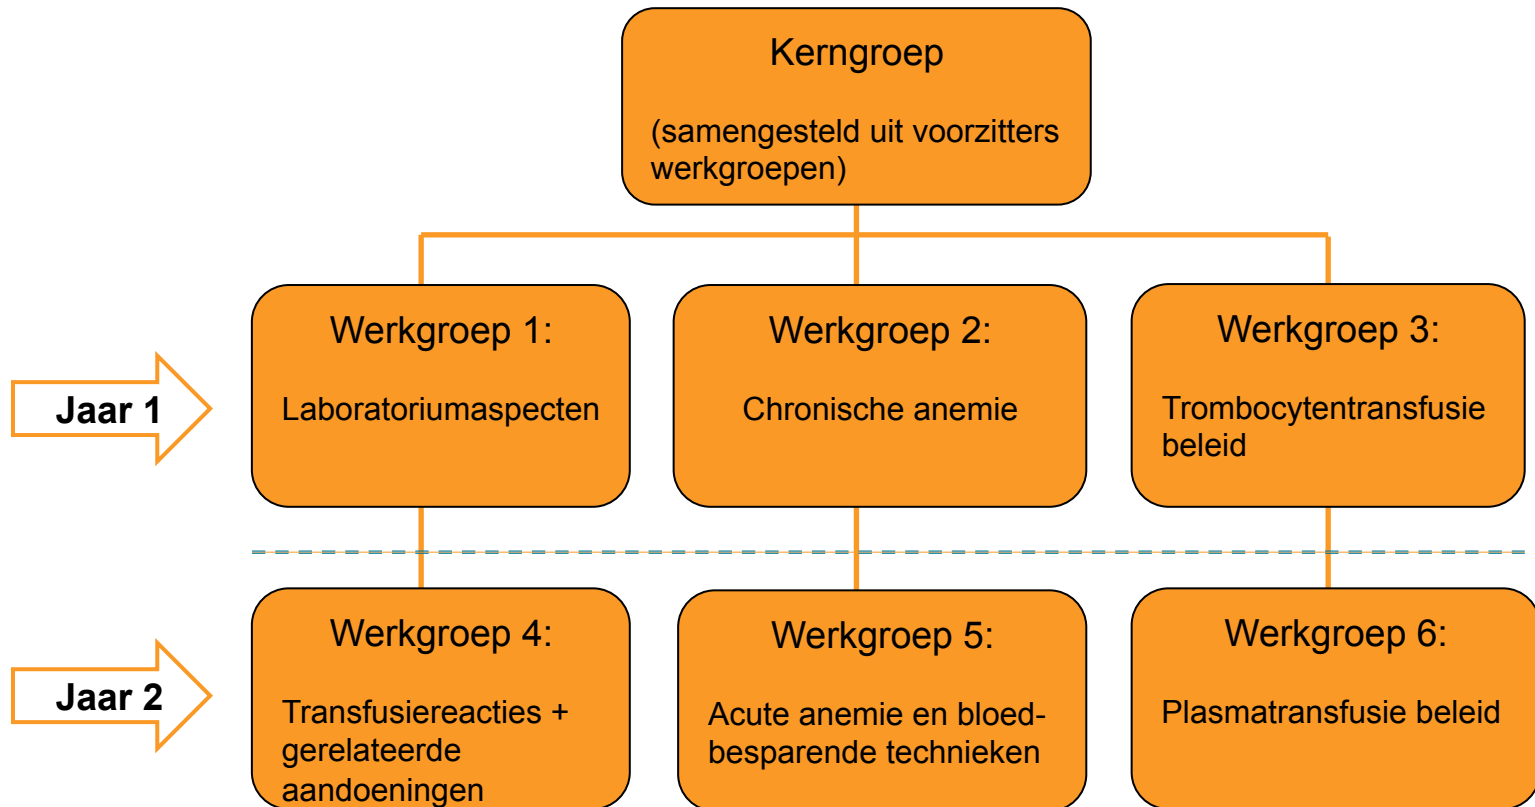 Kerngroep
(samengesteld uit voorzitters
werkgroepen)
Jaar 1
Werkgroep 1:
Laboratoriumaspecten
Werkgroep 2:
Chronische anemie
Werkgroep 3:
Trombocytentransfusie
beleid
Jaar 2
Werkgroep 4:
Transfusiereacties +
gerelateerde
aandoeningen
Werkgroep 5:
Acute anemie en bloed-
besparende technieken
Werkgroep 6:
Plasmatransfusie beleid